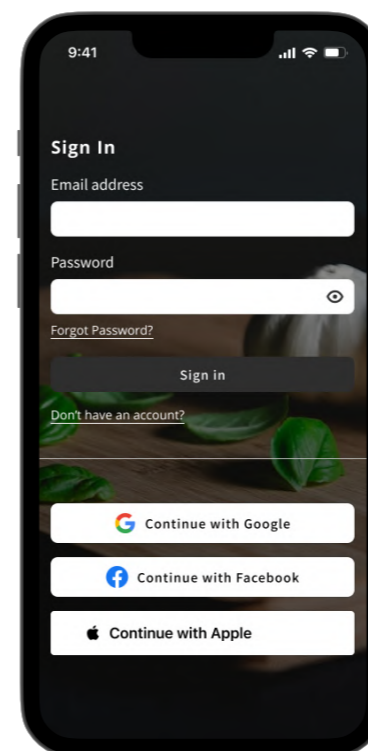 9:41
Sign In
Email address
Password
Forgot Password?
Sign in
Don't have an account?
Continue with Google
Continue with Facebook
Continue with Apple